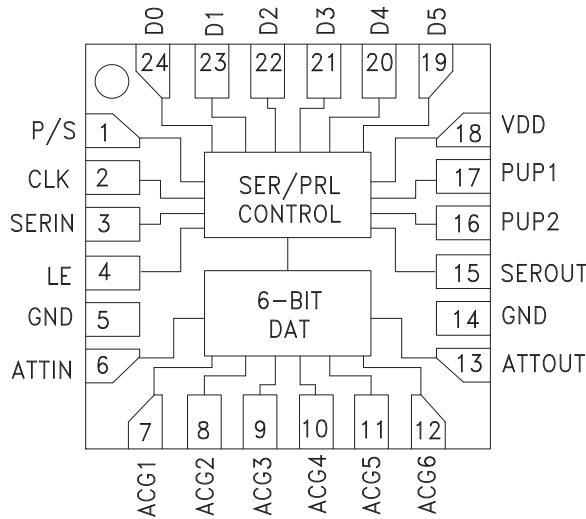 D0
D1
D2
D3
D4
D5
24
23
22
21
20
19
P/S
1
18
VDD
CLK
2
SER/PRL
CONTROL
17
PUP1
SERIN
3
16
PUP2
LE
4
15
SEROUT
GND
5
6-BIT
DAT
14
GND
ATTIN
6
13
ATTOUT
7
8
9
10
11
12
ACG1
ACG2
ACG3
ACG4
ACG5
ACG6